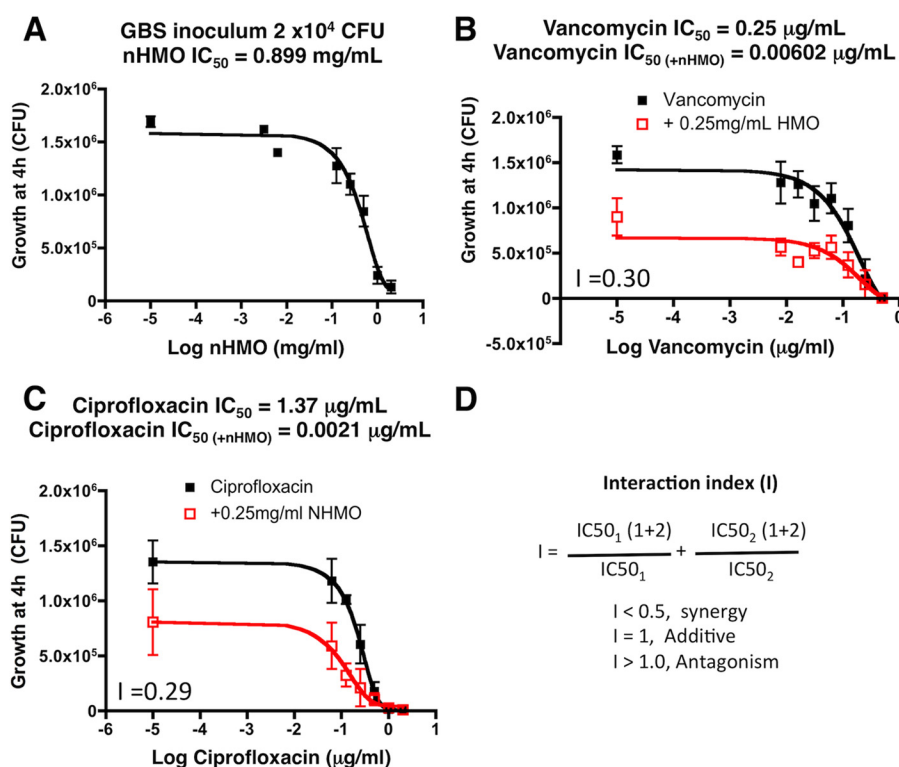 A
GBS inoculum 2 x10⁴ CFU
nHMO IC₅₀ = 0.899 mg/mL
Growth at 4h (CFU)
2.0x10⁶
1.5x10⁶
1.0x10⁶
5.0x10⁵
0
-6 -5 -4 -3 -2 -1 0 1
Log nHMO (mg/ml)
B
Vancomycin IC₅₀ = 0.25 µg/mL
Vancomycin IC₅₀ (+nHMO) = 0.00602 µg/mL
Vancomycin
+ 0.25mg/mL HMO
Growth at 4h (CFU)
2.0x10⁶
1.5x10⁶
1.0x10⁶
5.0x10⁵
0
-5.0x10⁵
I =0.30
-5 -4 -3 -2 -1 0
Log Vancomycin (µg/ml)
C
Ciprofloxacin IC₅₀ = 1.37 µg/mL
Ciprofloxacin IC₅₀ (+nHMO) = 0.0021 µg/mL
Ciprofloxacin
+0.25mg/ml NHMO
Growth at 4h (CFU)
2.0x10⁶
1.5x10⁶
1.0x10⁶
5.0x10⁵
0
I =0.29
-6 -5 -4 -3 -2 -1 0 1
Log Ciprofloxacin (µg/ml)
D
Interaction index (I)
I = IC50₁ (1+2) / IC50₁ + IC50₂ (1+2) / IC50₂
I < 0.5, synergy
I = 1, Additive
I > 1.0, Antagonism